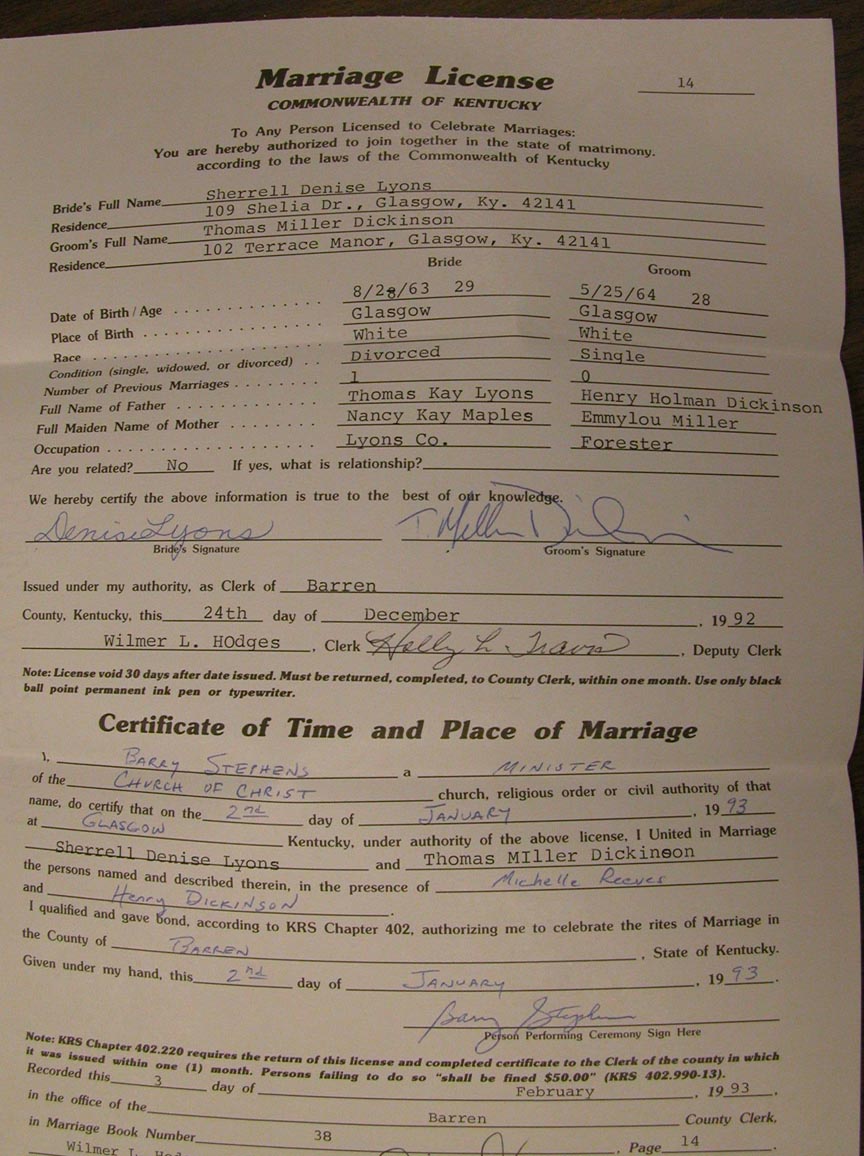 Marriage License 14
COMMONWEALTH OF KENTUCKY
To Any Person Licensed to Celebrate Marriages:
You are hereby authorized to join together in the state of matrimony.
according to the laws of the Commonwealth of Kentucky
Bride's Full Name Sherrell Denise Lyons
Residence 109 Shelia Dr., Glasgow, Ky. 42141
Groom's Full Name Thomas Miller Dickinson
Residence 102 Terrace Manor, Glasgow, Ky. 42141
Bride Groom
Date of Birth / Age 8/28/63 29 5/25/64 28
Place of Birth Glasgow Glasgow
Race White White
Condition (single, widowed, or divorced) Divorced Single
Number of Previous Marriages 1 0
Full Name of Father Thomas Kay Lyons Henry Holman Dickinson
Full Maiden Name of Mother Nancy Kay Maples Emmylou Miller
Occupation Lyons Co. Forester
Are you related? No If yes, what is relationship?
We hereby certify the above information is true to the best of our knowledge.
Denise Lyons T. Miller Dickinson
Bride's Signature Groom's Signature
Issued under my authority, as Clerk of Barren
County, Kentucky, this 24th day of December, 1992
Wilmer L. HOdges, Clerk Holly L. Travis, Deputy Clerk
Note: License void 30 days after date issued. Must be returned, completed, to County Clerk, within one month. Use only black
ball point permanent ink pen or typewriter.
Certificate of Time and Place of Marriage
I, BARRY STEPHENS a MINISTER
of the CHURCH OF CHRIST church, religious order or civil authority of that
name, do certify that on the 2nd day of JANUARY, 1993
at GLASGOW Kentucky, under authority of the above license, I United in Marriage
Sherrell Denise Lyons and Thomas MIller Dickinson
the persons named and described therein, in the presence of Michelle Reeves
and Henry DICKINSON.
I qualified and gave bond, according to KRS Chapter 402, authorizing me to celebrate the rites of Marriage in
the County of BARREN, State of Kentucky.
Given under my hand, this 2nd day of JANUARY, 1993.
Barry Stephens
Person Performing Ceremony Sign Here
Note: KRS Chapter 402.220 requires the return of this license and completed certificate to the Clerk of the county in which
it was issued within one (1) month. Persons failing to do so "shall be fined $50.00" (KRS 402.990-13).
Recorded this 3 day of February, 1993,
in the office of the Barren County Clerk,
in Marriage Book Number 38, Page 14.
Wilmer L.